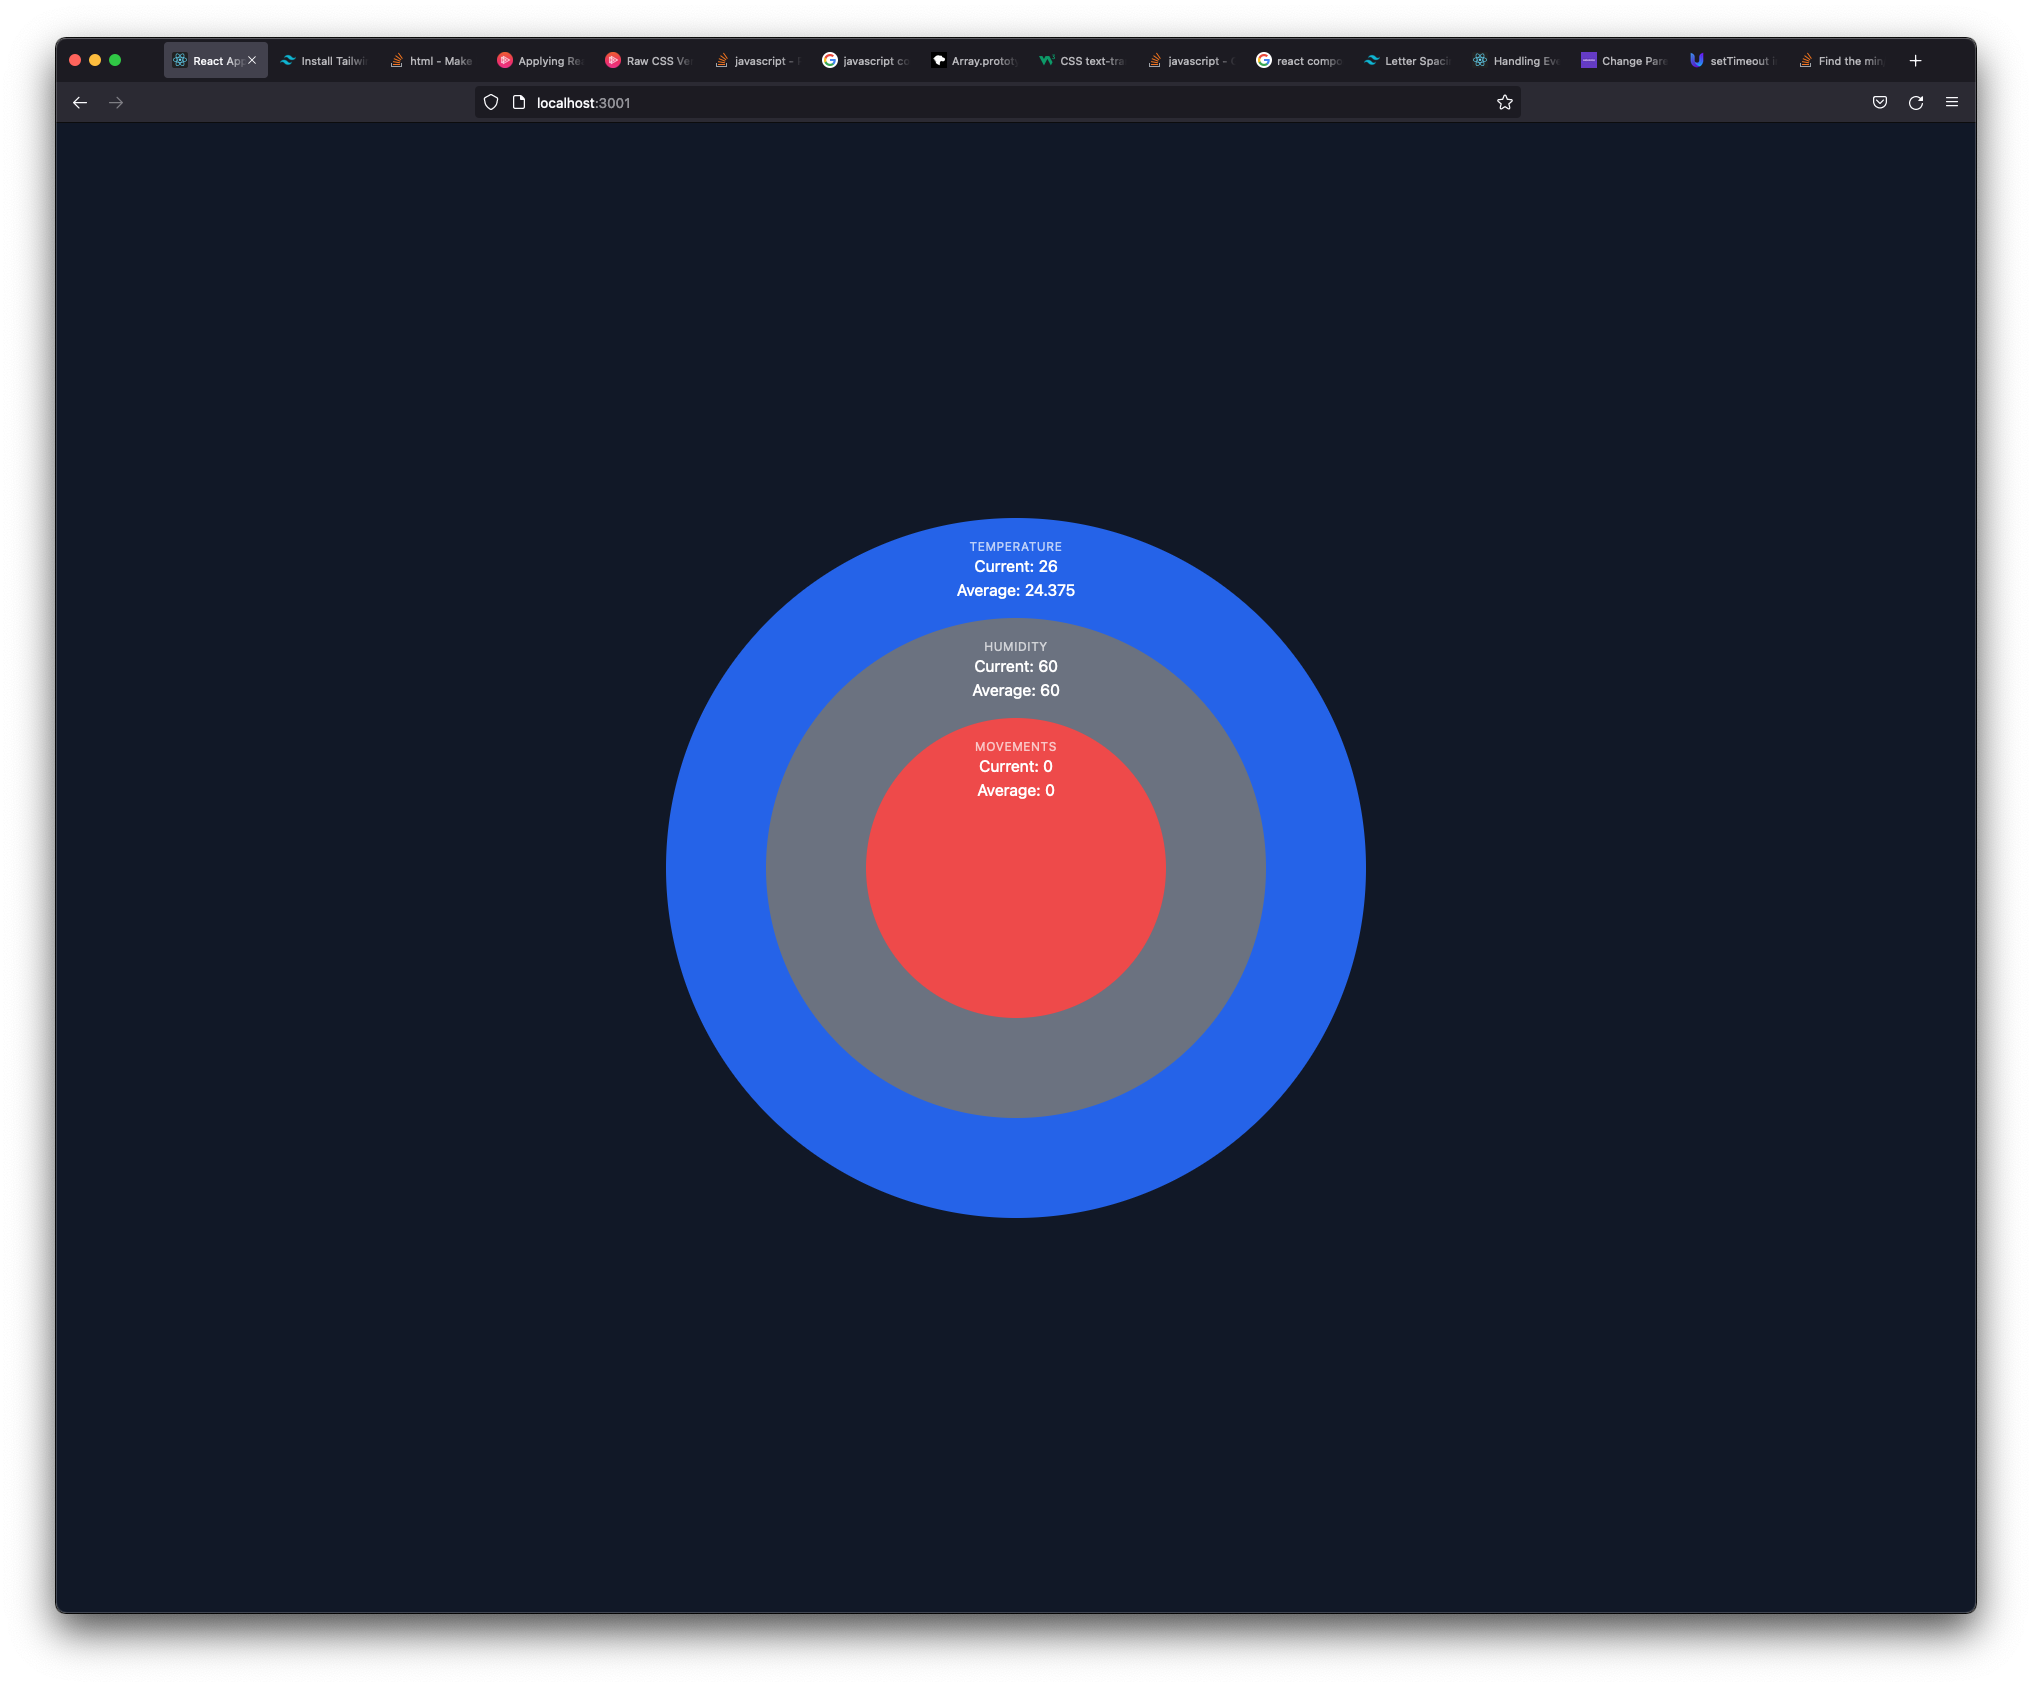 React Ap
Install Tailwi
html - Make
Applying Re
Raw CSS Ve
javascript -
javascript co
Array.protot
CSS text-tra
javascript -
react compo
Letter Spaci
Handling Ev
Change Pare
setTimeout i
Find the min
localhost:3001
TEMPERATURE
Current: 26
Average: 24.375
HUMIDITY
Current: 60
Average: 60
MOVEMENTS
Current: 0
Average: 0